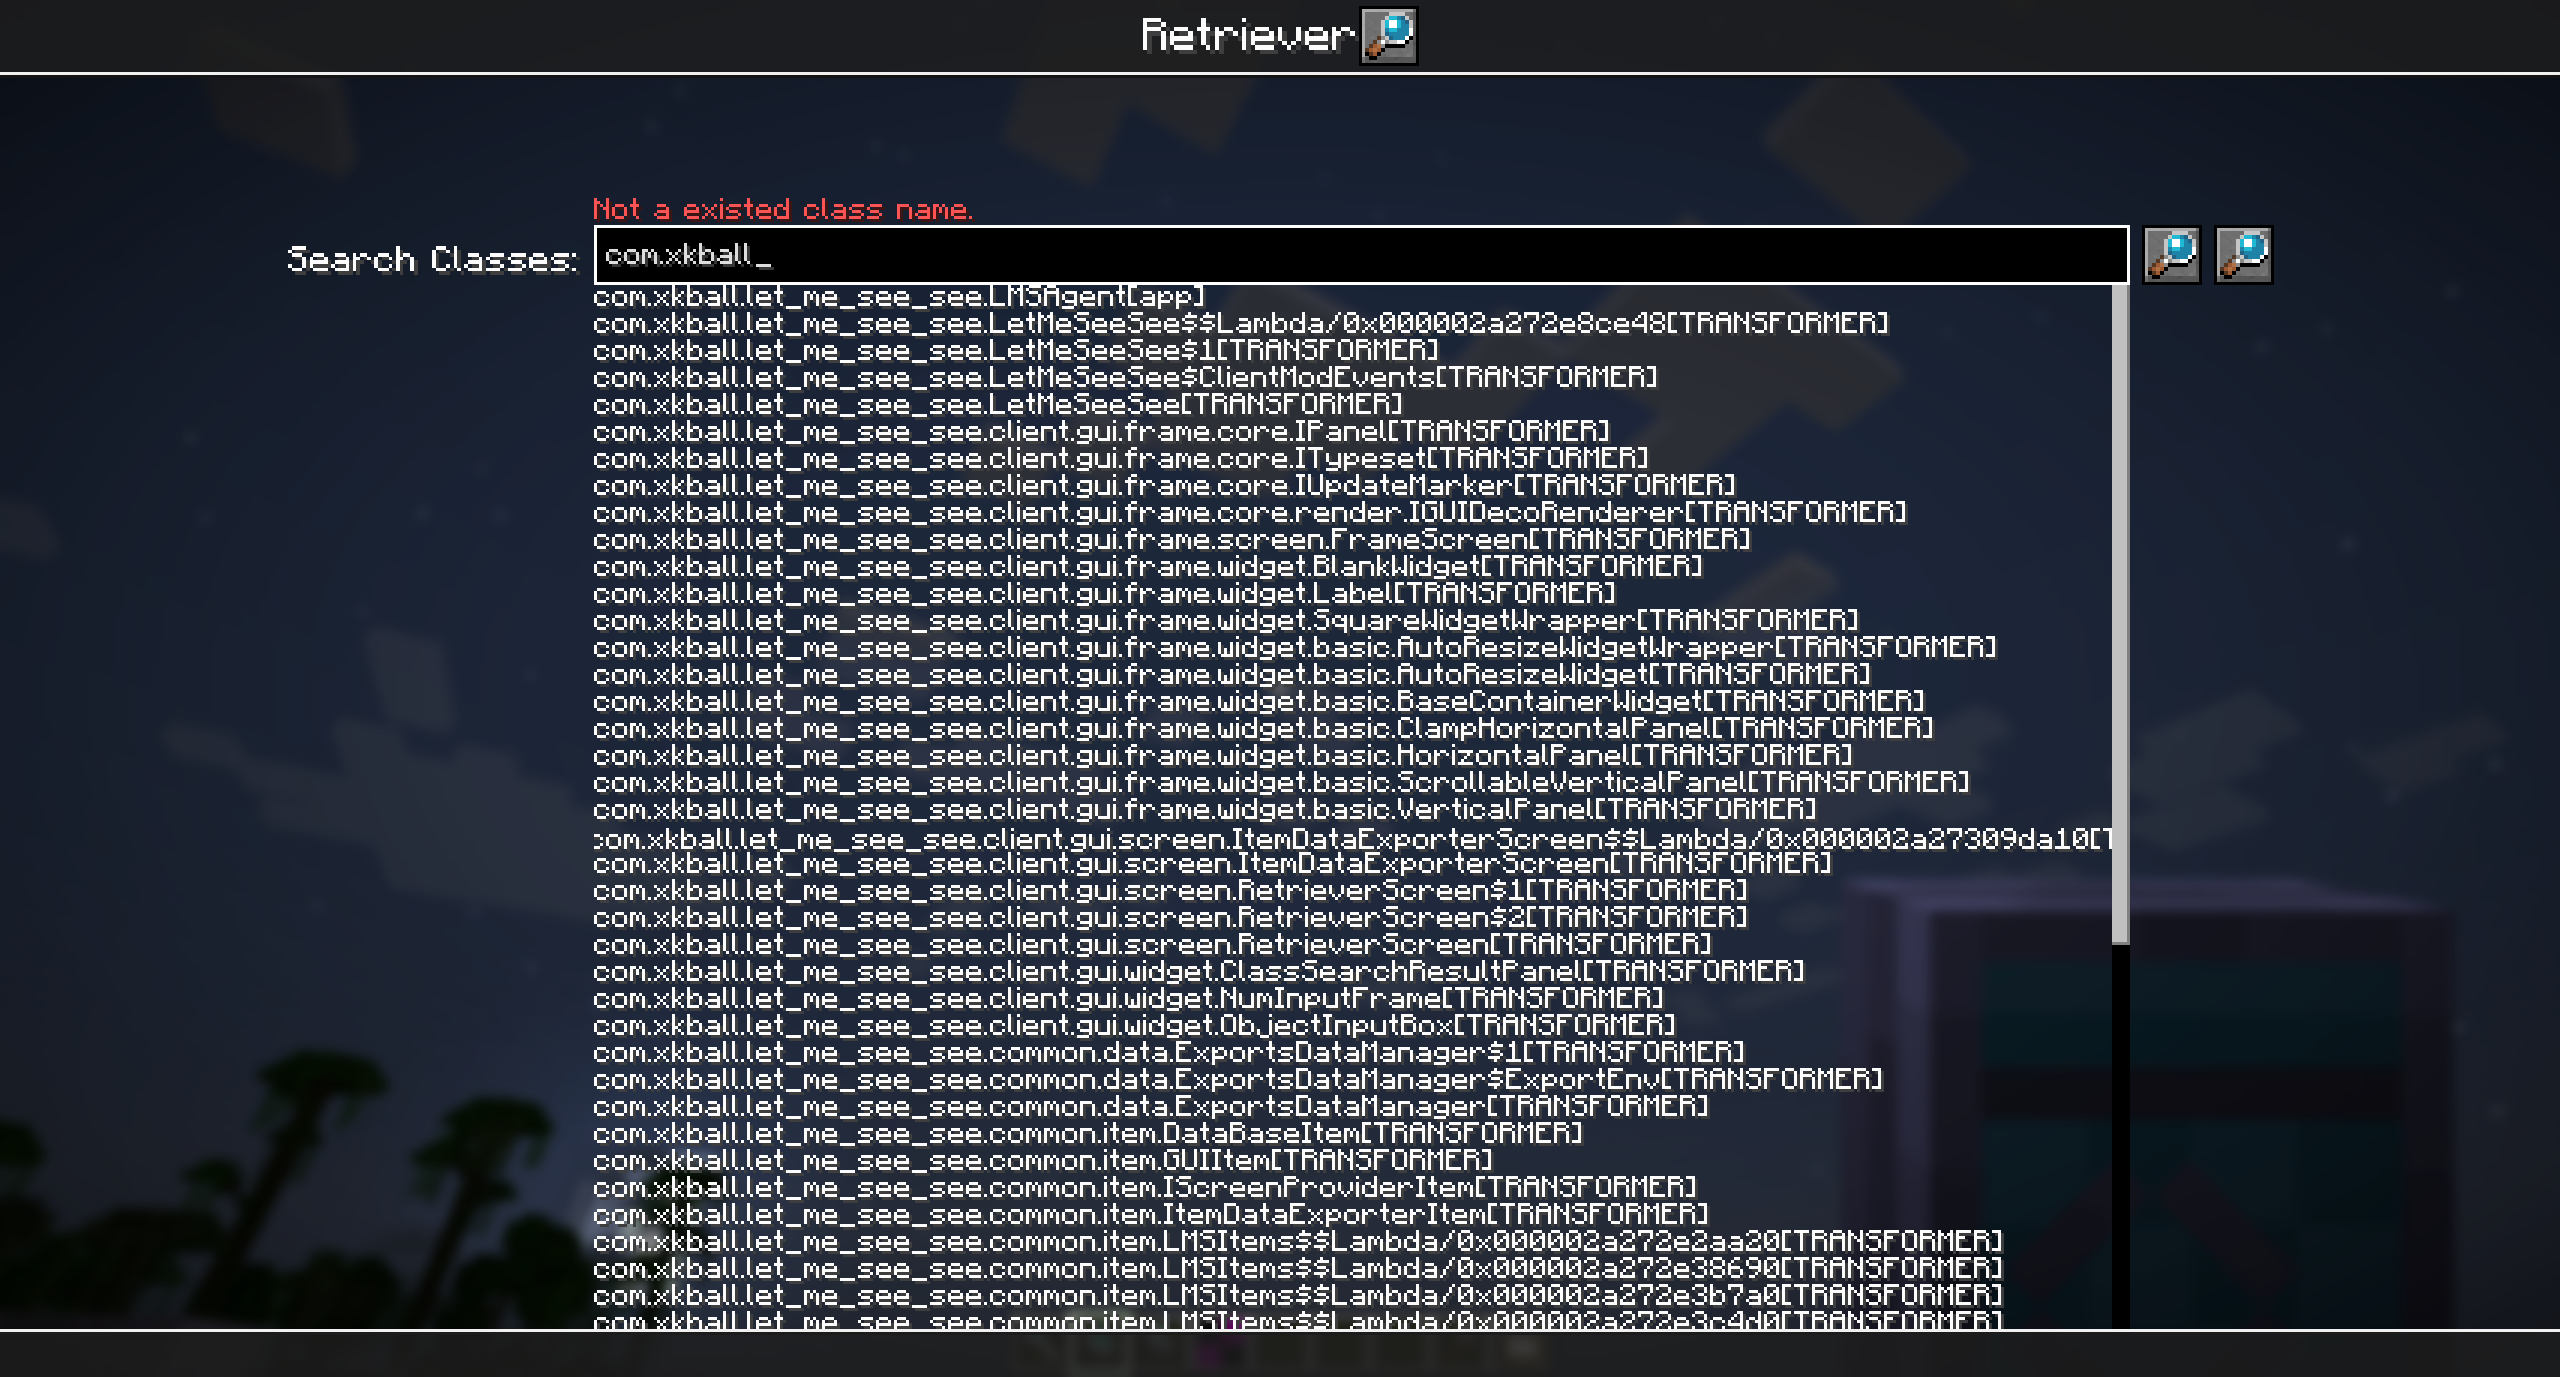 Retriever
Not a existed class name.
Search Classes:
com.xkball_
com.xkball.let_me_see_see.LMSAgent[app]
com.xkball.let_me_see_see.LetMeSeeSee$$Lambda/0x000002a272e8ce48[TRANSFORMER]
com.xkball.let_me_see_see.LetMeSeeSee$1[TRANSFORMER]
com.xkball.let_me_see_see.LetMeSeeSee$ClientModEvents[TRANSFORMER]
com.xkball.let_me_see_see.LetMeSeeSee[TRANSFORMER]
com.xkball.let_me_see_see.client.gui.frame.core.IPanel[TRANSFORMER]
com.xkball.let_me_see_see.client.gui.frame.core.ITypeset[TRANSFORMER]
com.xkball.let_me_see_see.client.gui.frame.core.IUpdateMarker[TRANSFORMER]
com.xkball.let_me_see_see.client.gui.frame.core.render.IGUIDecoRenderer[TRANSFORMER]
com.xkball.let_me_see_see.client.gui.frame.screen.FrameScreen[TRANSFORMER]
com.xkball.let_me_see_see.client.gui.frame.widget.BlankWidget[TRANSFORMER]
com.xkball.let_me_see_see.client.gui.frame.widget.Label[TRANSFORMER]
com.xkball.let_me_see_see.client.gui.frame.widget.SquareWidgetWrapper[TRANSFORMER]
com.xkball.let_me_see_see.client.gui.frame.widget.basic.AutoResizeWidgetWrapper[TRANSFORMER]
com.xkball.let_me_see_see.client.gui.frame.widget.basic.AutoResizeWidget[TRANSFORMER]
com.xkball.let_me_see_see.client.gui.frame.widget.basic.BaseContainerWidget[TRANSFORMER]
com.xkball.let_me_see_see.client.gui.frame.widget.basic.ClampHorizontalPanel[TRANSFORMER]
com.xkball.let_me_see_see.client.gui.frame.widget.basic.HorizontalPanel[TRANSFORMER]
com.xkball.let_me_see_see.client.gui.frame.widget.basic.ScrollableVerticalPanel[TRANSFORMER]
com.xkball.let_me_see_see.client.gui.frame.widget.basic.VerticalPanel[TRANSFORMER]
com.xkball.let_me_see_see.client.gui.screen.ItemDataExporterScreen$$Lambda/0x000002a27309da10[T
com.xkball.let_me_see_see.client.gui.screen.ItemDataExporterScreen[TRANSFORMER]
com.xkball.let_me_see_see.client.gui.screen.RetrieverScreen$1[TRANSFORMER]
com.xkball.let_me_see_see.client.gui.screen.RetrieverScreen$2[TRANSFORMER]
com.xkball.let_me_see_see.client.gui.screen.RetrieverScreen[TRANSFORMER]
com.xkball.let_me_see_see.client.gui.widget.ClassSearchResultPanel[TRANSFORMER]
com.xkball.let_me_see_see.client.gui.widget.NumInputFrame[TRANSFORMER]
com.xkball.let_me_see_see.client.gui.widget.ObjectInputBox[TRANSFORMER]
com.xkball.let_me_see_see.common.data.ExportsDataManager$1[TRANSFORMER]
com.xkball.let_me_see_see.common.data.ExportsDataManager$ExportEnv[TRANSFORMER]
com.xkball.let_me_see_see.common.data.ExportsDataManager[TRANSFORMER]
com.xkball.let_me_see_see.common.item.DataBaseItem[TRANSFORMER]
com.xkball.let_me_see_see.common.item.GUIItem[TRANSFORMER]
com.xkball.let_me_see_see.common.item.IScreenProviderItem[TRANSFORMER]
com.xkball.let_me_see_see.common.item.ItemDataExporterItem[TRANSFORMER]
com.xkball.let_me_see_see.common.item.LMSItems$$Lambda/0x000002a272e2aa20[TRANSFORMER]
com.xkball.let_me_see_see.common.item.LMSItems$$Lambda/0x000002a272e38690[TRANSFORMER]
com.xkball.let_me_see_see.common.item.LMSItems$$Lambda/0x000002a272e3b7a0[TRANSFORMER]
com.xkball.let_me_see_see.common.item.LMSItems$$Lambda/0x000002a272e3c4d0[TRANSFORMER]